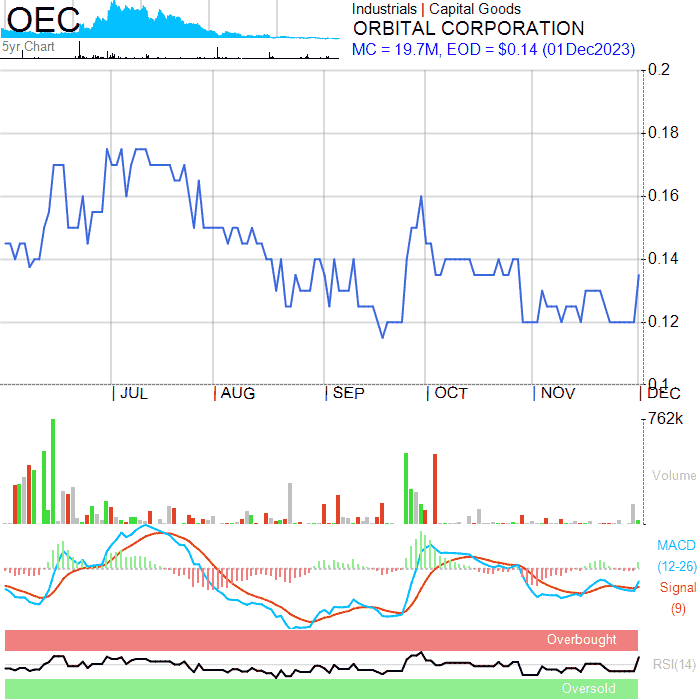 OEC
5yr Chart
Industrials | Capital Goods
ORBITAL CORPORATION
MC = 19.7M, EOD = $0.14 (01Dec2023)
0.2
0.18
0.16
0.14
0.12
0.1
| JUL | AUG | SEP | OCT | NOV | DEC
762k
Volume
MACD
(12-26)
Signal
(9)
Overbought
RSI(14)
Oversold